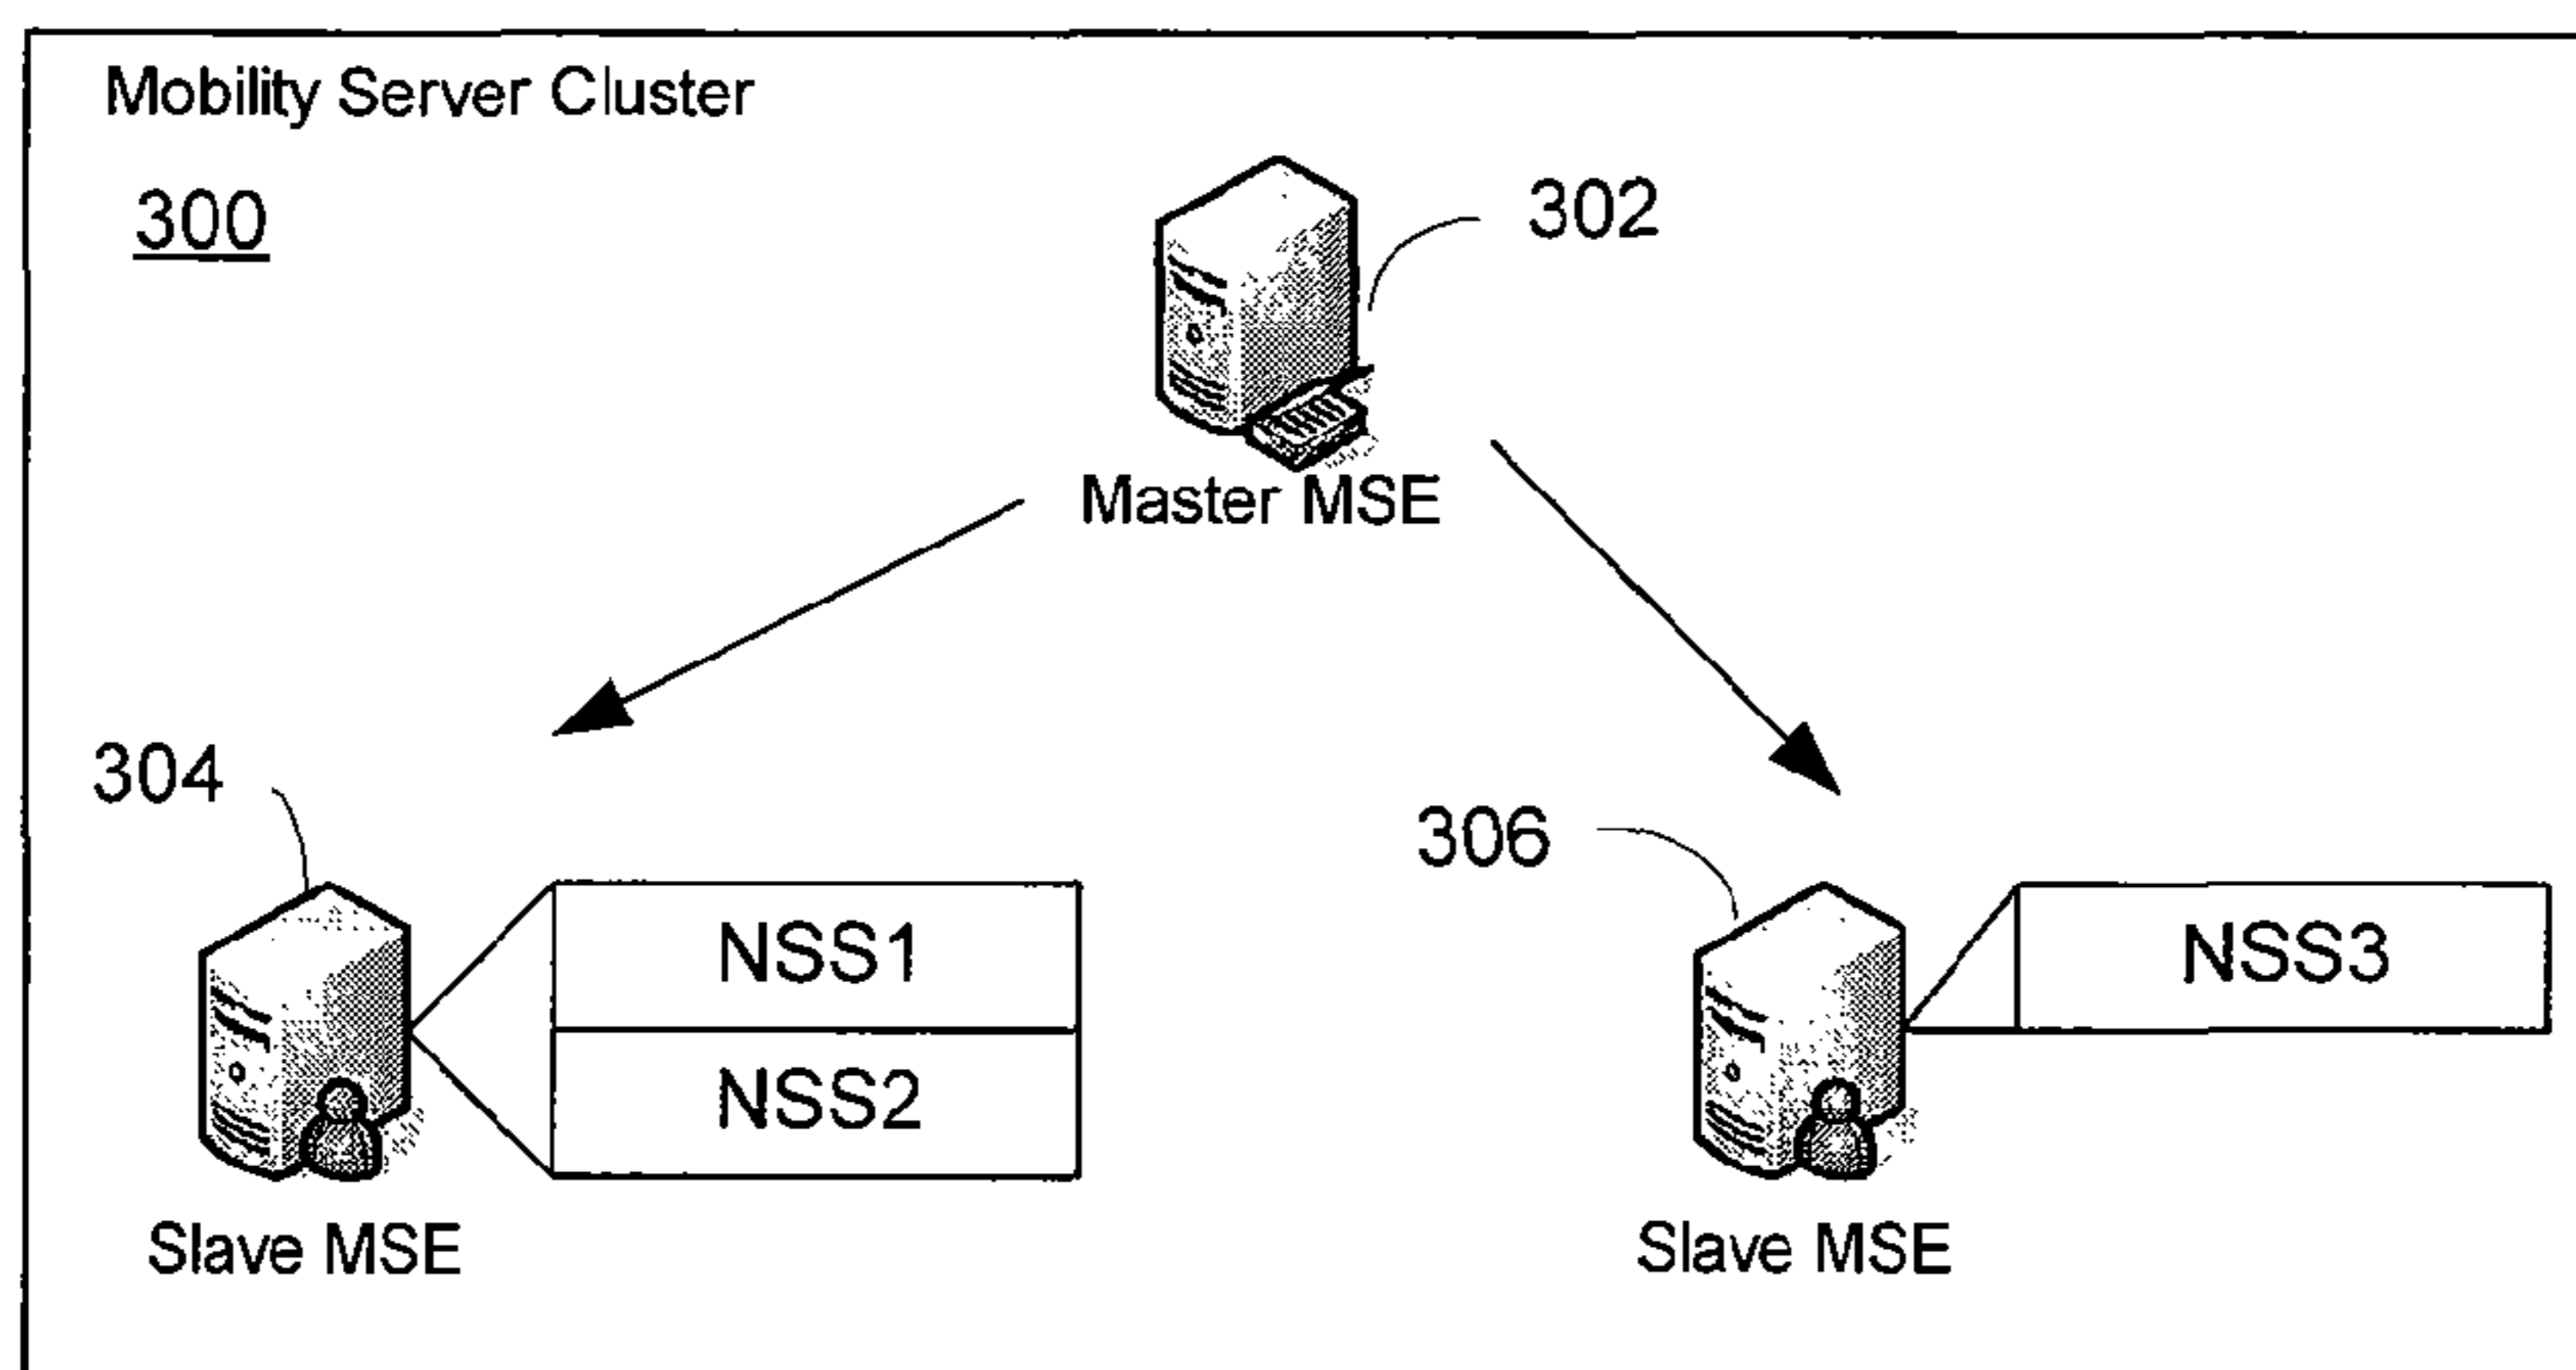 Mobility Server Cluster
300
302
Master MSE
304
306
NSS1
NSS2
NSS3
Slave MSE
Slave MSE